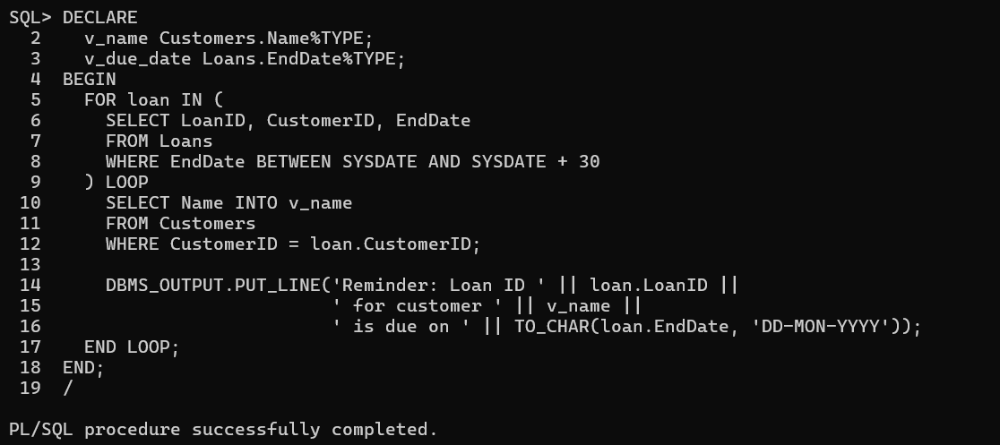 SQL> DECLARE
  2    v_name Customers.Name%TYPE;
  3    v_due_date Loans.EndDate%TYPE;
  4  BEGIN
  5    FOR loan IN (
  6      SELECT LoanID, CustomerID, EndDate
  7      FROM Loans
  8      WHERE EndDate BETWEEN SYSDATE AND SYSDATE + 30
  9    ) LOOP
 10      SELECT Name INTO v_name
 11      FROM Customers
 12      WHERE CustomerID = loan.CustomerID;
 13
 14      DBMS_OUTPUT.PUT_LINE('Reminder: Loan ID ' || loan.LoanID ||
 15                           ' for customer ' || v_name ||
 16                           ' is due on ' || TO_CHAR(loan.EndDate, 'DD-MON-YYYY'));
 17    END LOOP;
 18  END;
 19  /
PL/SQL procedure successfully completed.